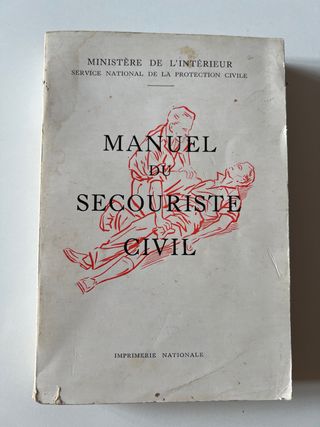 MINISTÈRE DE L'INTÉRIEUR
SERVICE NATIONAL DE LA PROTECTION CIVILE
MANUEL
DU
SECOURISTE
CIVIL
IMPRIMERIE NATIONALE